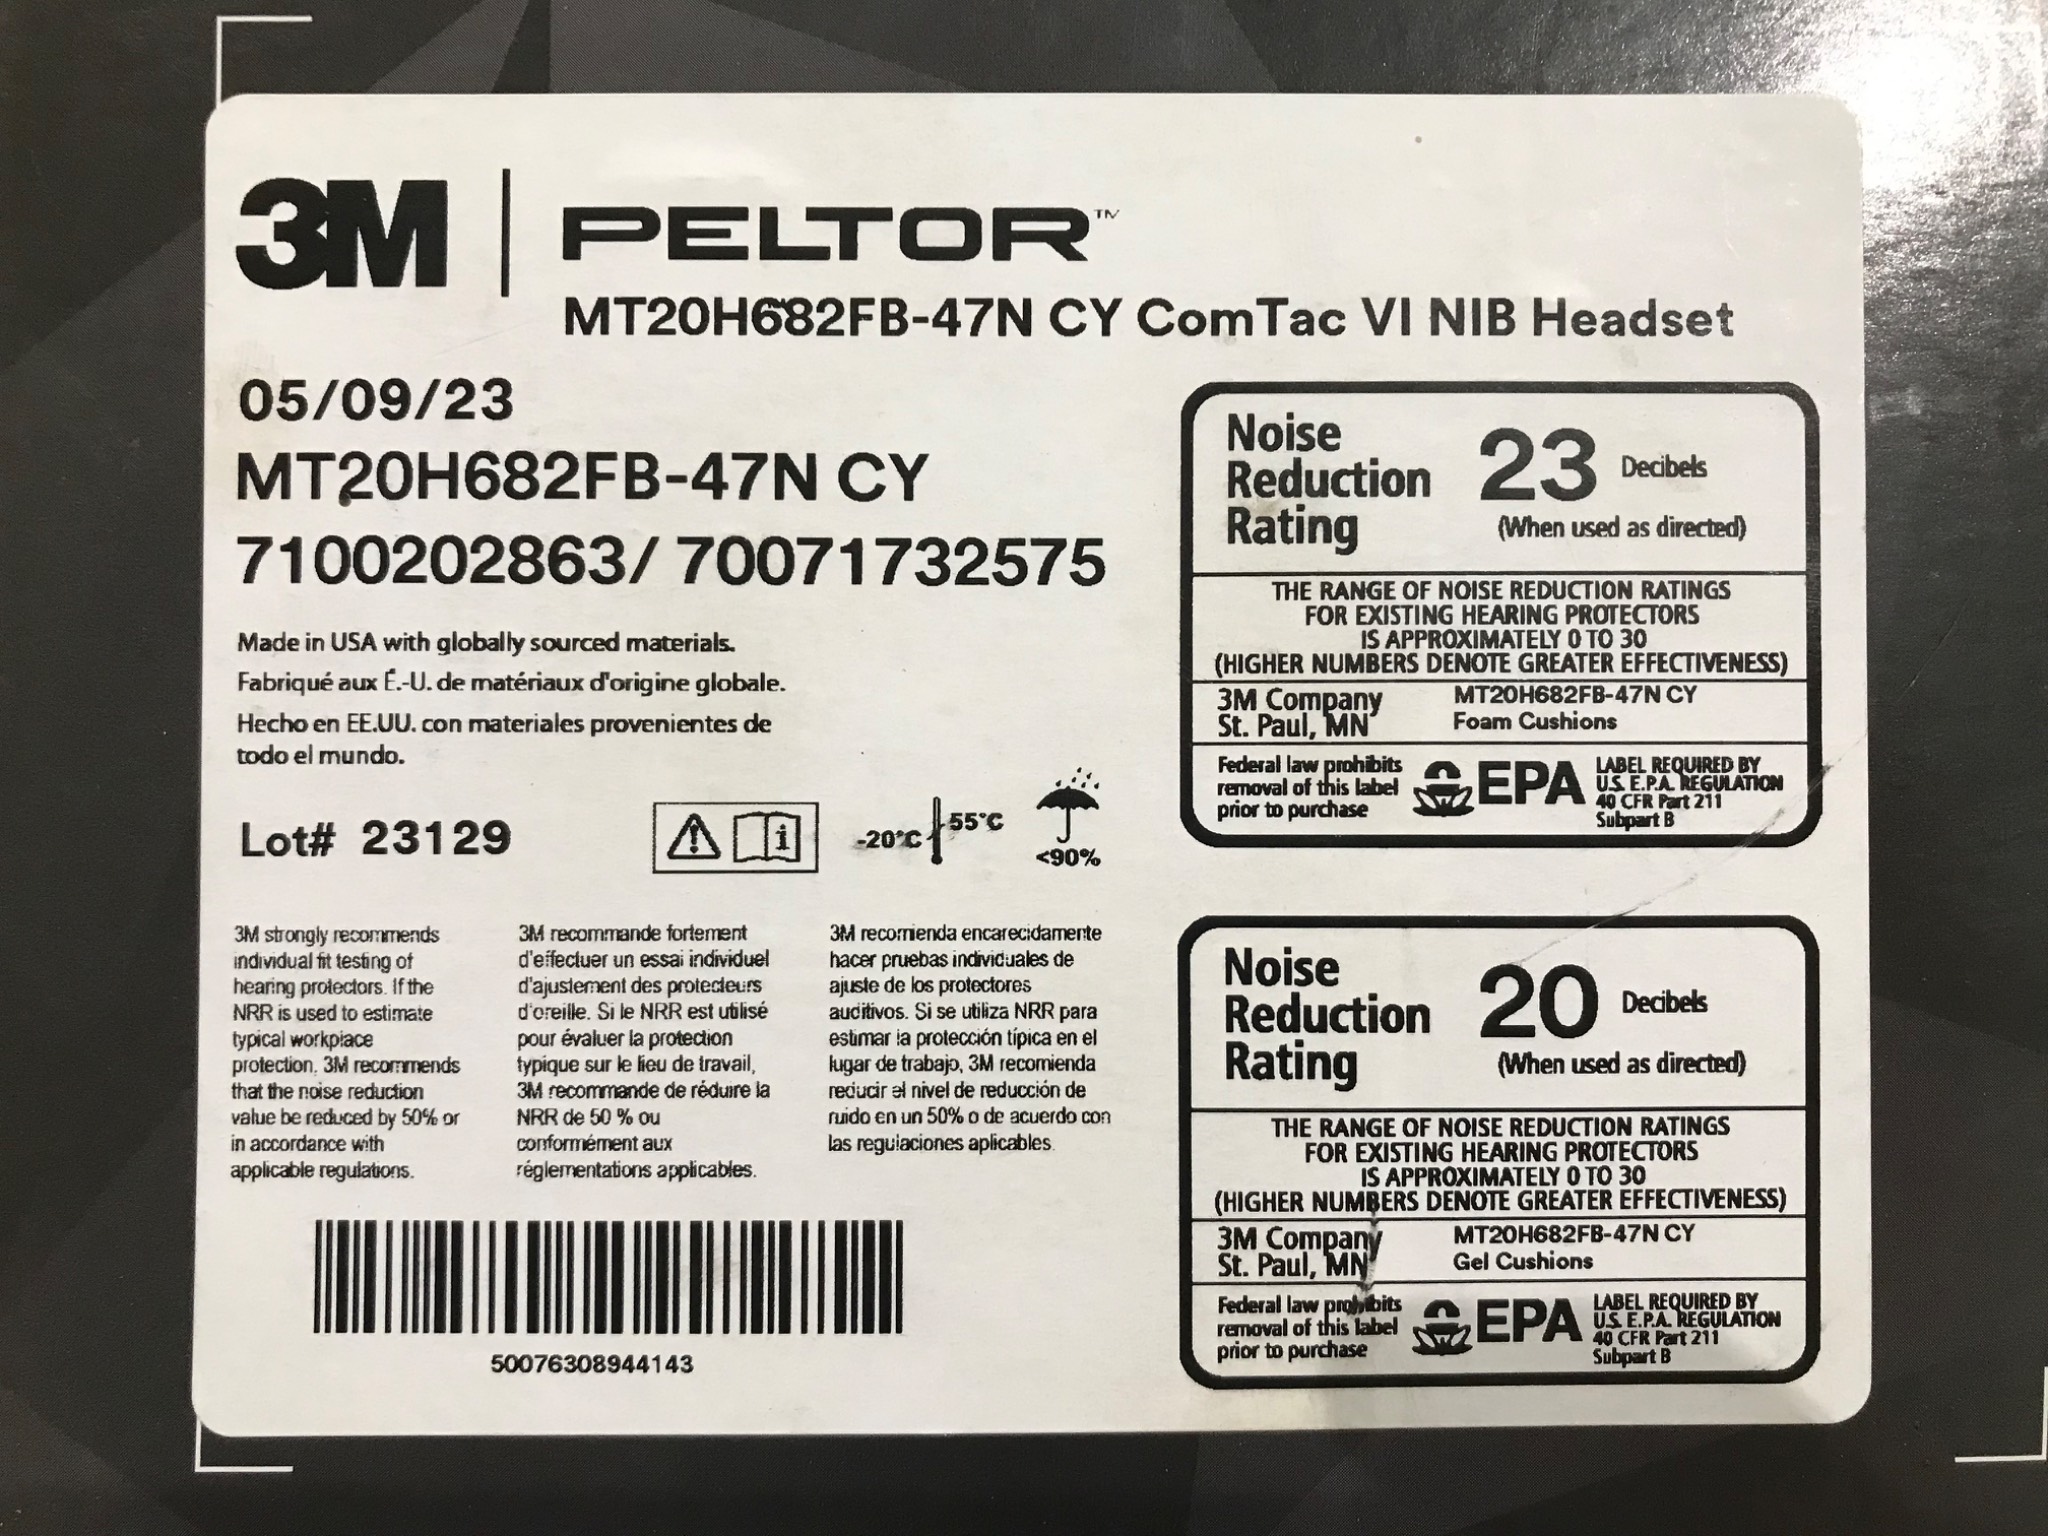 3M | PELTOR™
MT20H682FB-47N CY ComTac VI NIB Headset
05/09/23
MT20H682FB-47N CY
7100202863/ 70071732575
Made in USA with globally sourced materials.
Fabriqué aux É.-U. de matériaux d'origine globale.
Hecho en EE.UU. con materiales provenientes de
todo el mundo.
Lot# 23129
i
-20°C
55°C
<90%
3M strongly recommends
individual fit testing of
hearing protectors. If the
NRR is used to estimate
typical workplace
protection, 3M recommends
that the noise reduction
value be reduced by 50% or
in accordance with
applicable regulations.
3M recommande fortement
d'effectuer un essai individuel
d'ajustement des protecteurs
d'oreille. Si le NRR est utilisé
pour évaluer la protection
typique sur le lieu de travail,
3M recommande de réduire la
NRR de 50 % ou
conformément aux
réglementations applicables.
3M recomienda encarecidamente
hacer pruebas individuales de
ajuste de los protectores
auditivos. Si se utiliza NRR para
estimar la protección típica en el
lugar de trabajo, 3M recomienda
reducir el nivel de reducción de
ruido en un 50% o de acuerdo con
las regulaciones aplicables.
50076308944143
Noise
Reduction
Rating
23 Decibels
(When used as directed)
THE RANGE OF NOISE REDUCTION RATINGS
FOR EXISTING HEARING PROTECTORS
IS APPROXIMATELY 0 TO 30
(HIGHER NUMBERS DENOTE GREATER EFFECTIVENESS)
3M Company
St. Paul, MN
MT20H682FB-47N CY
Foam Cushions
Federal law prohibits
removal of this label
prior to purchase
EPA
LABEL REQUIRED BY
U.S. E.P.A. REGULATION
40 CFR Part 211
Subpart B
Noise
Reduction
Rating
20 Decibels
(When used as directed)
THE RANGE OF NOISE REDUCTION RATINGS
FOR EXISTING HEARING PROTECTORS
IS APPROXIMATELY 0 TO 30
(HIGHER NUMBERS DENOTE GREATER EFFECTIVENESS)
3M Company
St. Paul, MN
MT20H682FB-47N CY
Gel Cushions
Federal law prohibits
removal of this label
prior to purchase
EPA
LABEL REQUIRED BY
U.S. E.P.A. REGULATION
40 CFR Part 211
Subpart B